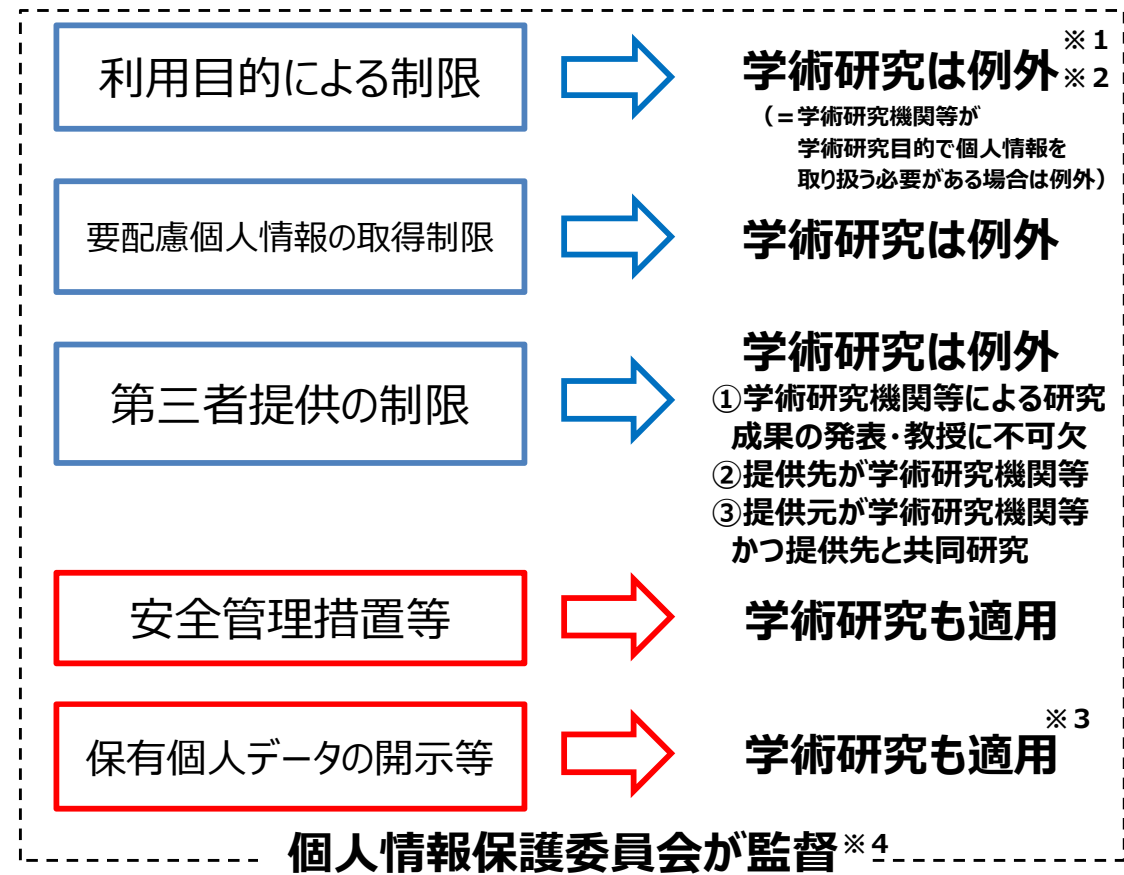 利用目的による制限
学術研究は例外※1
※2
(=学術研究機関等が
学術研究目的で個人情報を
取り扱う必要がある場合は例外)
要配慮個人情報の取得制限
学術研究は例外
第三者提供の制限
学術研究は例外
①学術研究機関等による研究
成果の発表・教授に不可欠
②提供先が学術研究機関等
③提供元が学術研究機関等
かつ提供先と共同研究
安全管理措置等
学術研究も適用
保有個人データの開示等
学術研究も適用※3
個人情報保護委員会が監督※4